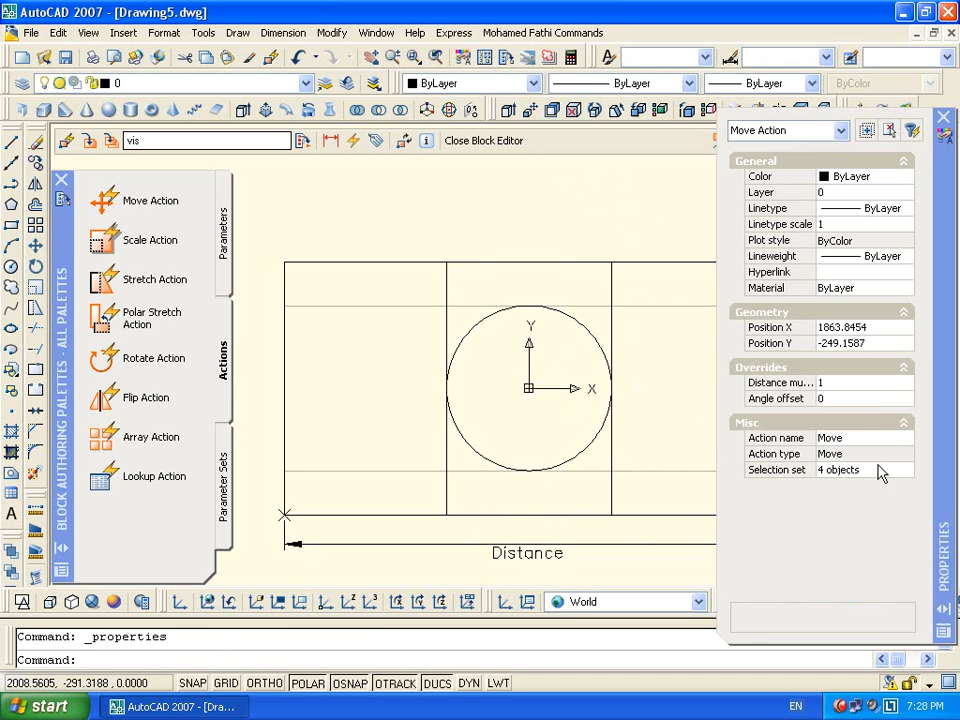 AutoCAD 2007 - [Drawing5.dwg]
File Edit View Insert Format Tools Draw Dimension Modify Window Help Express Mohamed Fathi Commands
0 ByLayer ByLayer ByLayer ByColor
vis Close Block Editor
BLOCK AUTHORING PALETTES - ALL PALETTES
Move Action
Scale Action
Stretch Action
Polar Stretch
Action
Rotate Action
Flip Action
Array Action
Lookup Action
Parameters
Actions
Parameter Sets
Y
X
Distance
Move Action
General
Color ByLayer
Layer 0
Linetype ByLayer
Linetype scale 1
Plot style ByColor
Lineweight ByLayer
Hyperlink
Material ByLayer
Geometry
Position X 1863.8454
Position Y -249.1587
Overrides
Distance mu... 1
Angle offset 0
Misc
Action name Move
Action type Move
Selection set 4 objects
PROPERTIES
World
Command: _properties
Command:
2008.5605, -291.3188, 0.0000 SNAP GRID ORTHO POLAR OSNAP OTRACK DUCS DYN LWT
start AutoCAD 2007 - [Dra... EN 7:28 PM